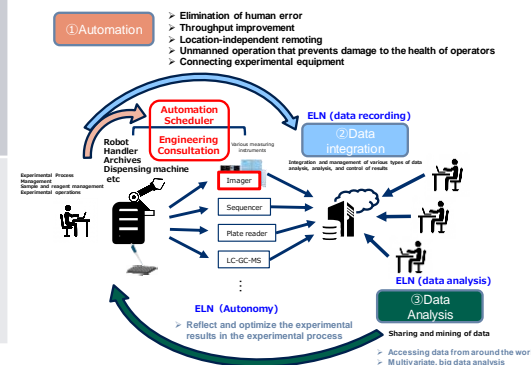 ①Automation
➢ Elimination of human error
➢ Throughput improvement
➢ Location-independent remoting
➢ Unmanned operation that prevents damage to the health of operators
➢ Connecting experimental equipment
Automation
Scheduler
Engineering
Consultation
ELN (data recording)
②Data
integration
Integration and management of various types of data
analysis, analysis, and control of results
Robot
Handler
Archives
Dispensing machine
etc
Various measuring
instruments
Experimental Process
Management
Sample and reagent management
Experimental operations
Imager
Sequencer
Plate reader
LC-GC-MS
⋮
ELN (Autonomy)
➢ Reflect and optimize the experimental
results in the experimental process
ELN (data analysis)
③Data
Analysis
Sharing and mining of data
➢ Accessing data from around the wor
➢ Multivariate, big data analysis